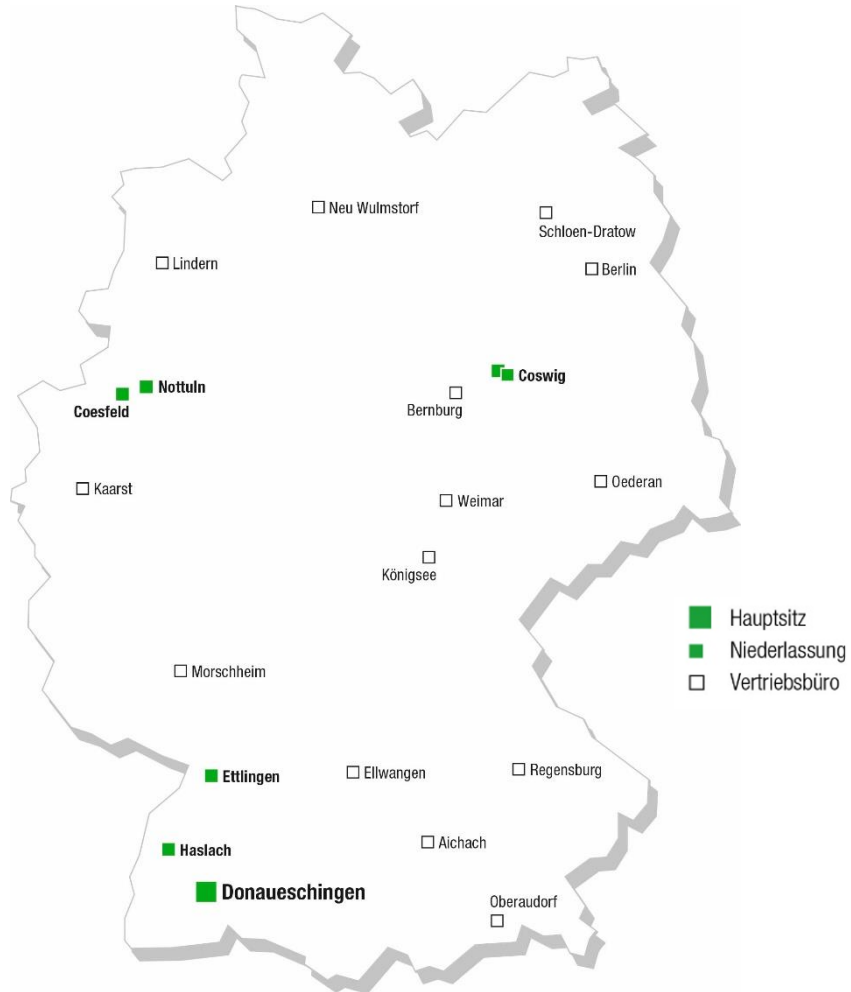 Neu Wulmstorf
Schloen-Dratow
Lindern
Berlin
Nottuln
Coswig
Coesfeld
Bernburg
Kaarst
Oederan
Weimar
Königsee
Hauptsitz
Niederlassung
Vertriebsbüro
Morschheim
Ettlingen
Ellwangen
Regensburg
Haslach
Aichach
Donaueschingen
Oberaudorf